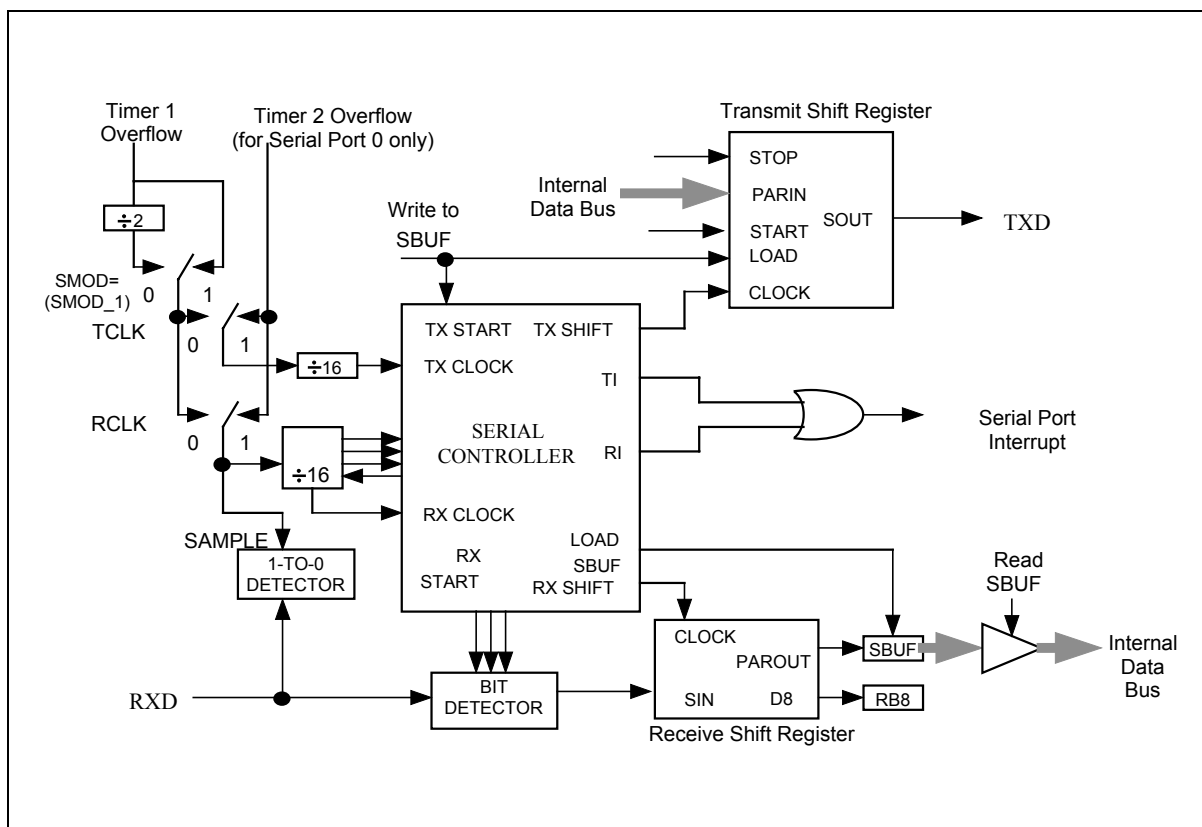 Timer 1
Overflow
Timer 2 Overflow
(for Serial Port 0 only)
÷2
SMOD=
(SMOD_1)
0
1
TCLK
0
1
RCLK
0
1
÷16
÷16
SAMPLE
1-TO-0
DETECTOR
RXD
Write to
SBUF
TX START
TX SHIFT
TX CLOCK
TI
SERIAL
CONTROLLER
RI
RX CLOCK
LOAD
SBUF
RX
START
RX SHIFT
BIT
DETECTOR
Transmit Shift Register
STOP
Internal
Data Bus
PARIN
SOUT
START
LOAD
CLOCK
TXD
Serial Port
Interrupt
CLOCK
PAROUT
SIN
D8
Receive Shift Register
SBUF
RB8
Read
SBUF
Internal
Data
Bus